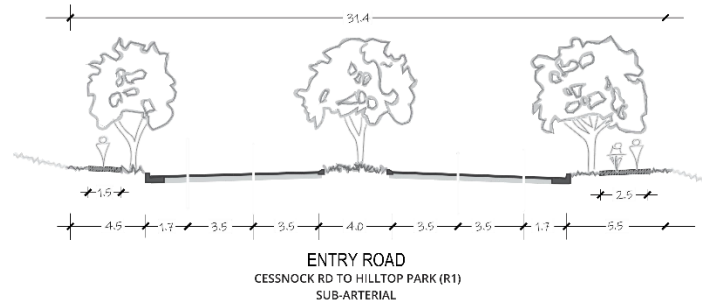 31.4
1.5
2.5
4.5 1.7 3.5 3.5 4.0 3.5 3.5 1.7 5.5
ENTRY ROAD
CESSNOCK RD TO HILLTOP PARK (R1)
SUB-ARTERIAL